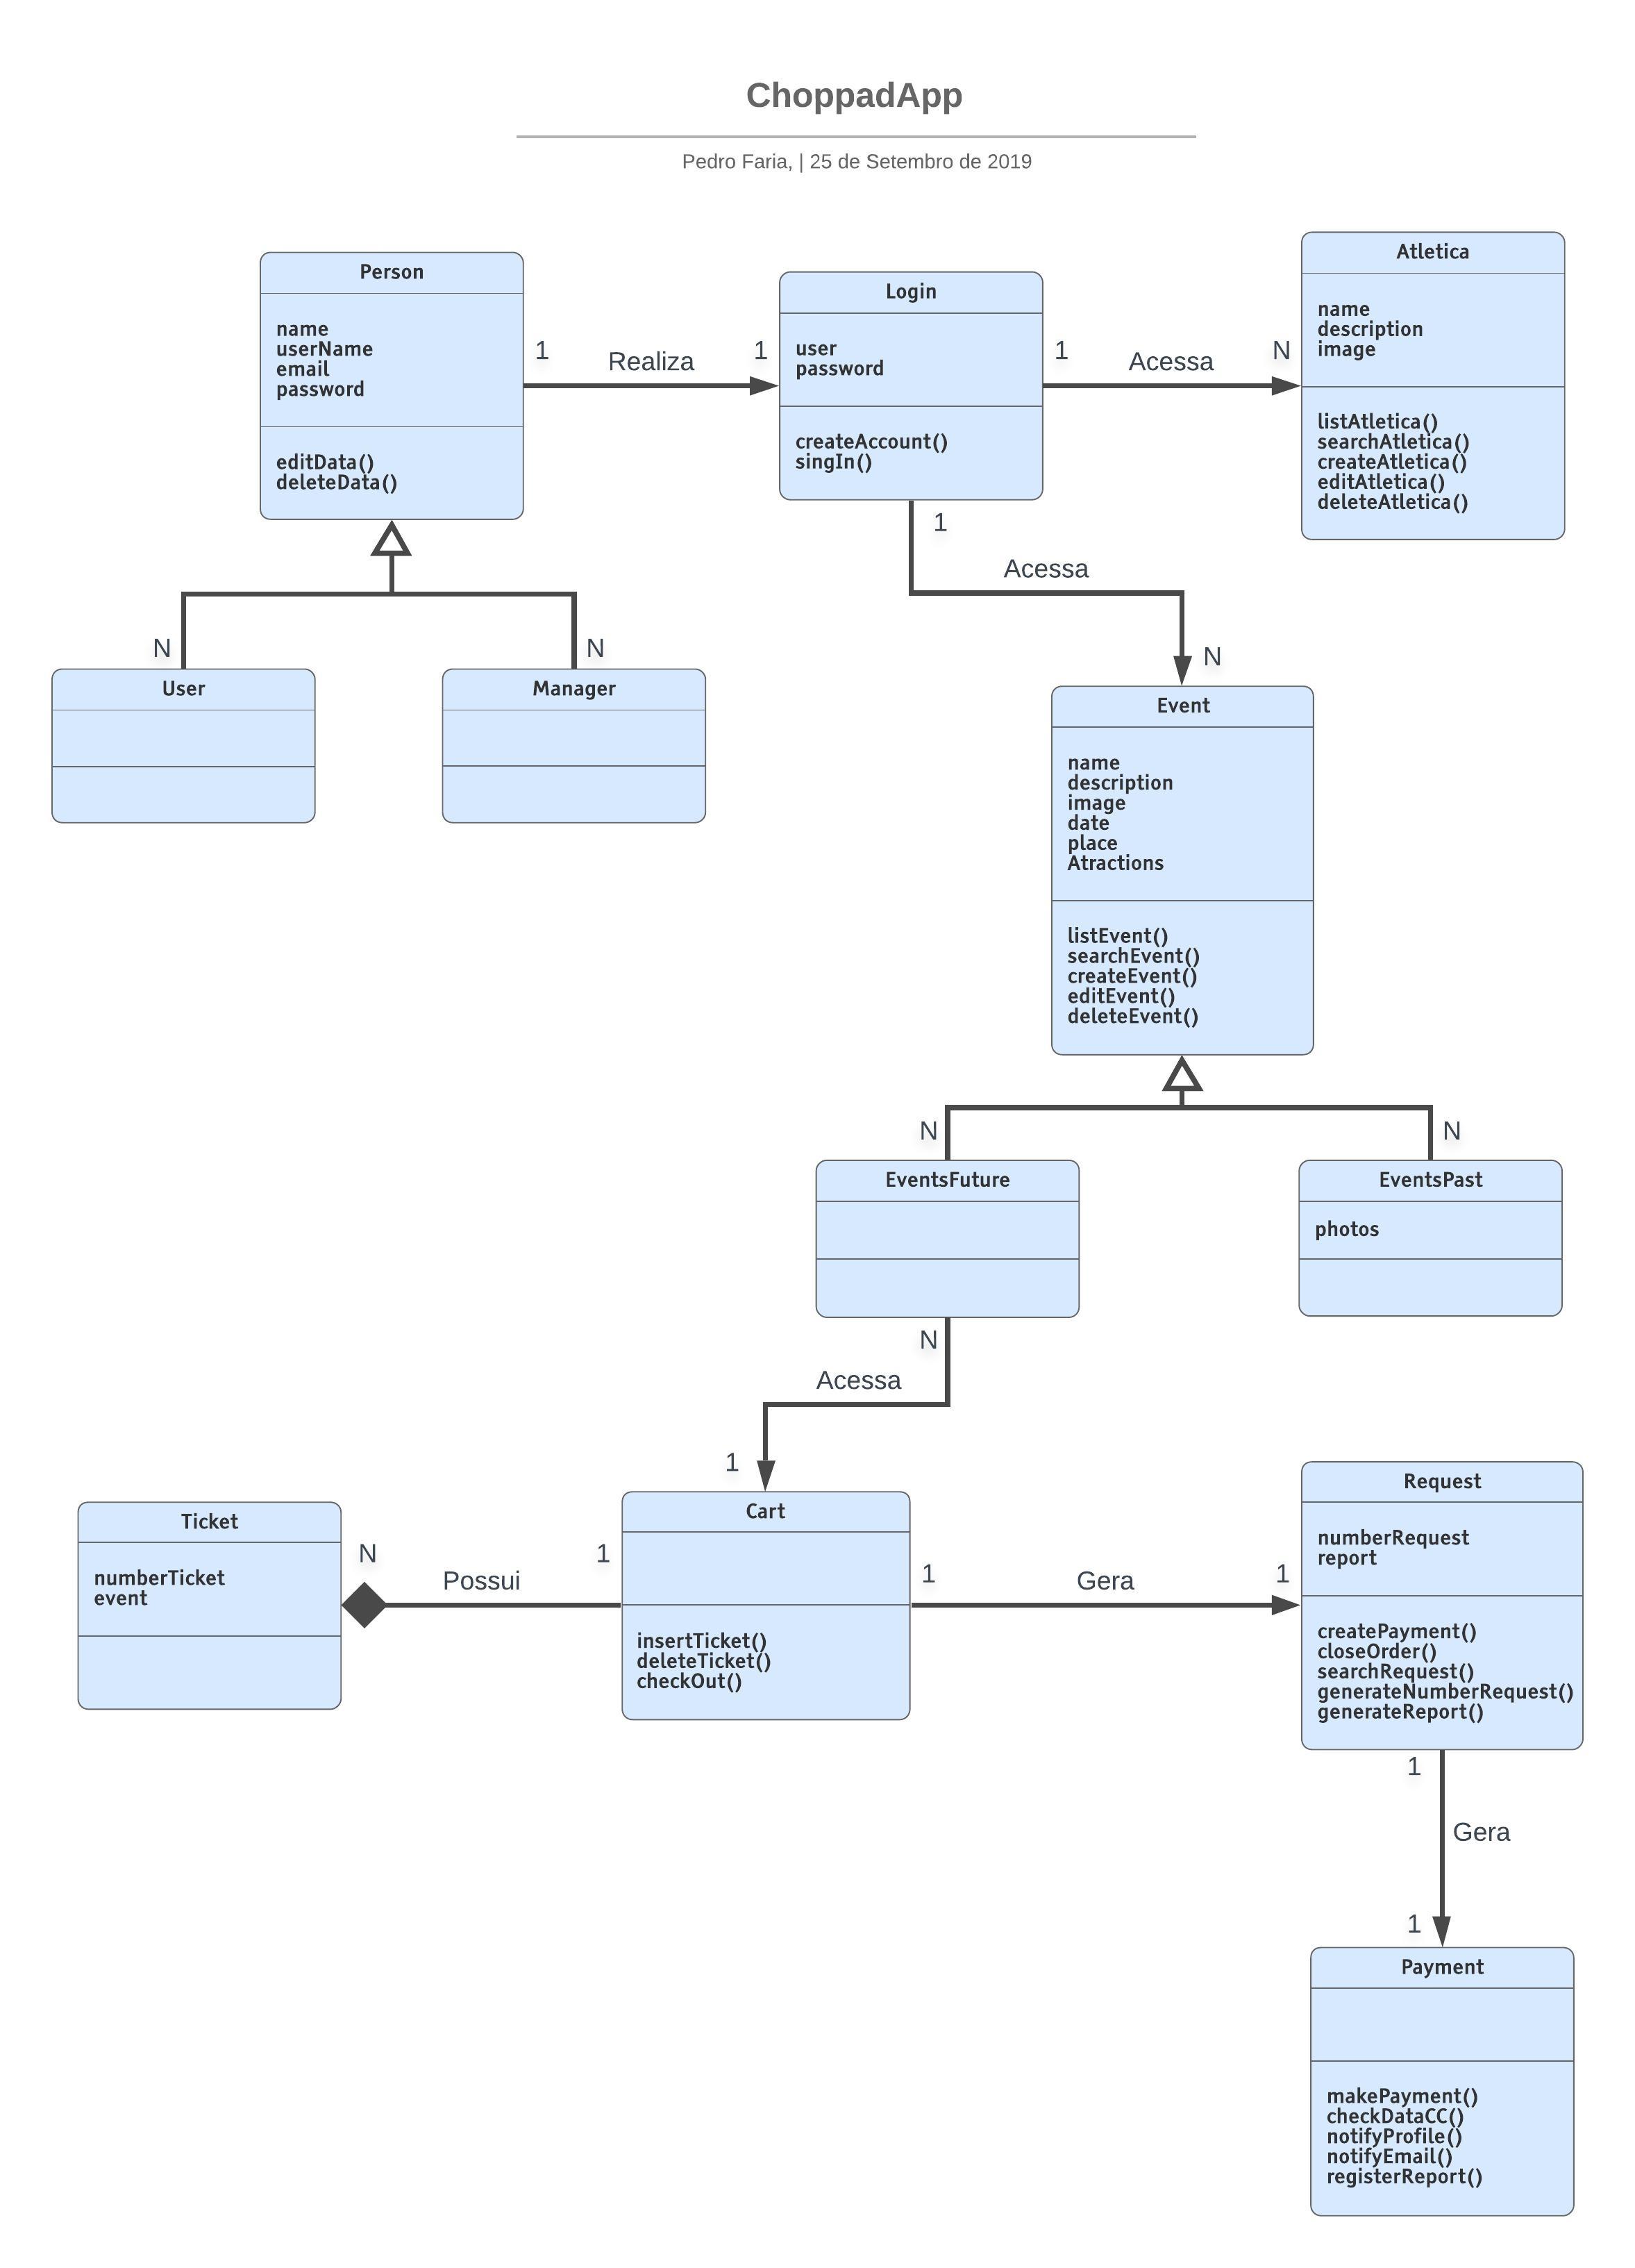 ChoppadApp
Pedro Faria, | 25 de Setembro de 2019
Person
name
userName
email
password
editData()
deleteData()
1
Realiza
1
Login
user
password
createAccount()
singIn()
1
Acessa
N
Atletica
name
description
image
listAtletica()
searchAtletica()
createAtletica()
editAtletica()
deleteAtletica()
1
Acessa
N
N
N
User
Manager
Event
name
description
image
date
place
Atractions
listEvent()
searchEvent()
createEvent()
editEvent()
deleteEvent()
N
N
EventsFuture
EventsPast
photos
N
Acessa
1
Ticket
numberTicket
event
N
Possui
1
Cart
insertTicket()
deleteTicket()
checkOut()
1
Gera
1
Request
numberRequest
report
createPayment()
closeOrder()
searchRequest()
generateNumberRequest()
generateReport()
1
Gera
1
Payment
makePayment()
checkDataCC()
notifyProfile()
notifyEmail()
registerReport()